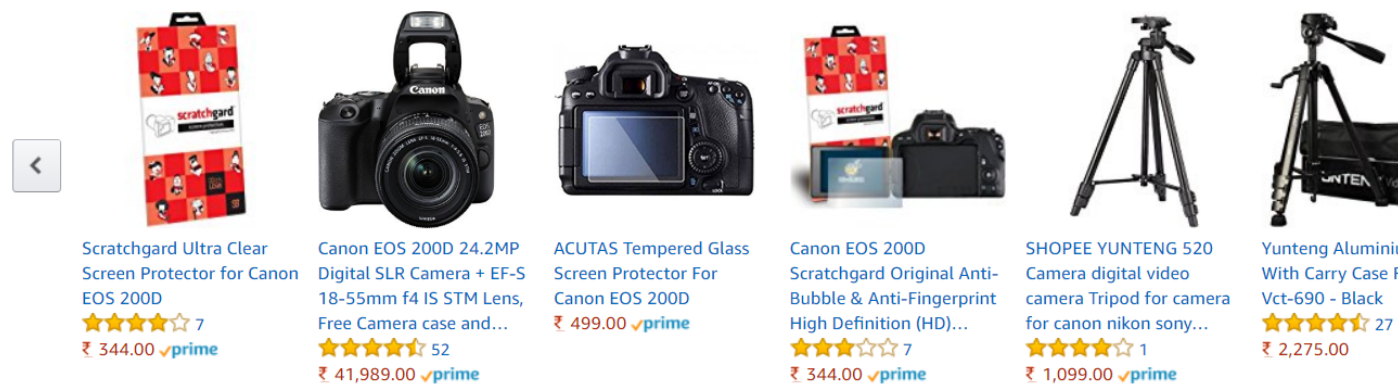 scratchgard
Scratchgard Ultra Clear
Screen Protector for Canon
EOS 200D
7
₹ 344.00 prime
Canon
EOS
Canon EOS 200D 24.2MP
Digital SLR Camera + EF-S
18-55mm f4 IS STM Lens,
Free Camera case and...
52
₹ 41,989.00 prime
ACUTAS Tempered Glass
Screen Protector For
Canon EOS 200D
₹ 499.00 prime
scratchgard
Canon EOS 200D
Scratchgard Original Anti-
Bubble & Anti-Fingerprint
High Definition (HD)...
7
₹ 344.00 prime
SHOPEE YUNTENG 520
Camera digital video
camera Tripod for camera
for canon nikon sony...
1
₹ 1,099.00 prime
UNTEN
Yunteng Aluminiu
With Carry Case F
Vct-690 - Black
27
₹ 2,275.00